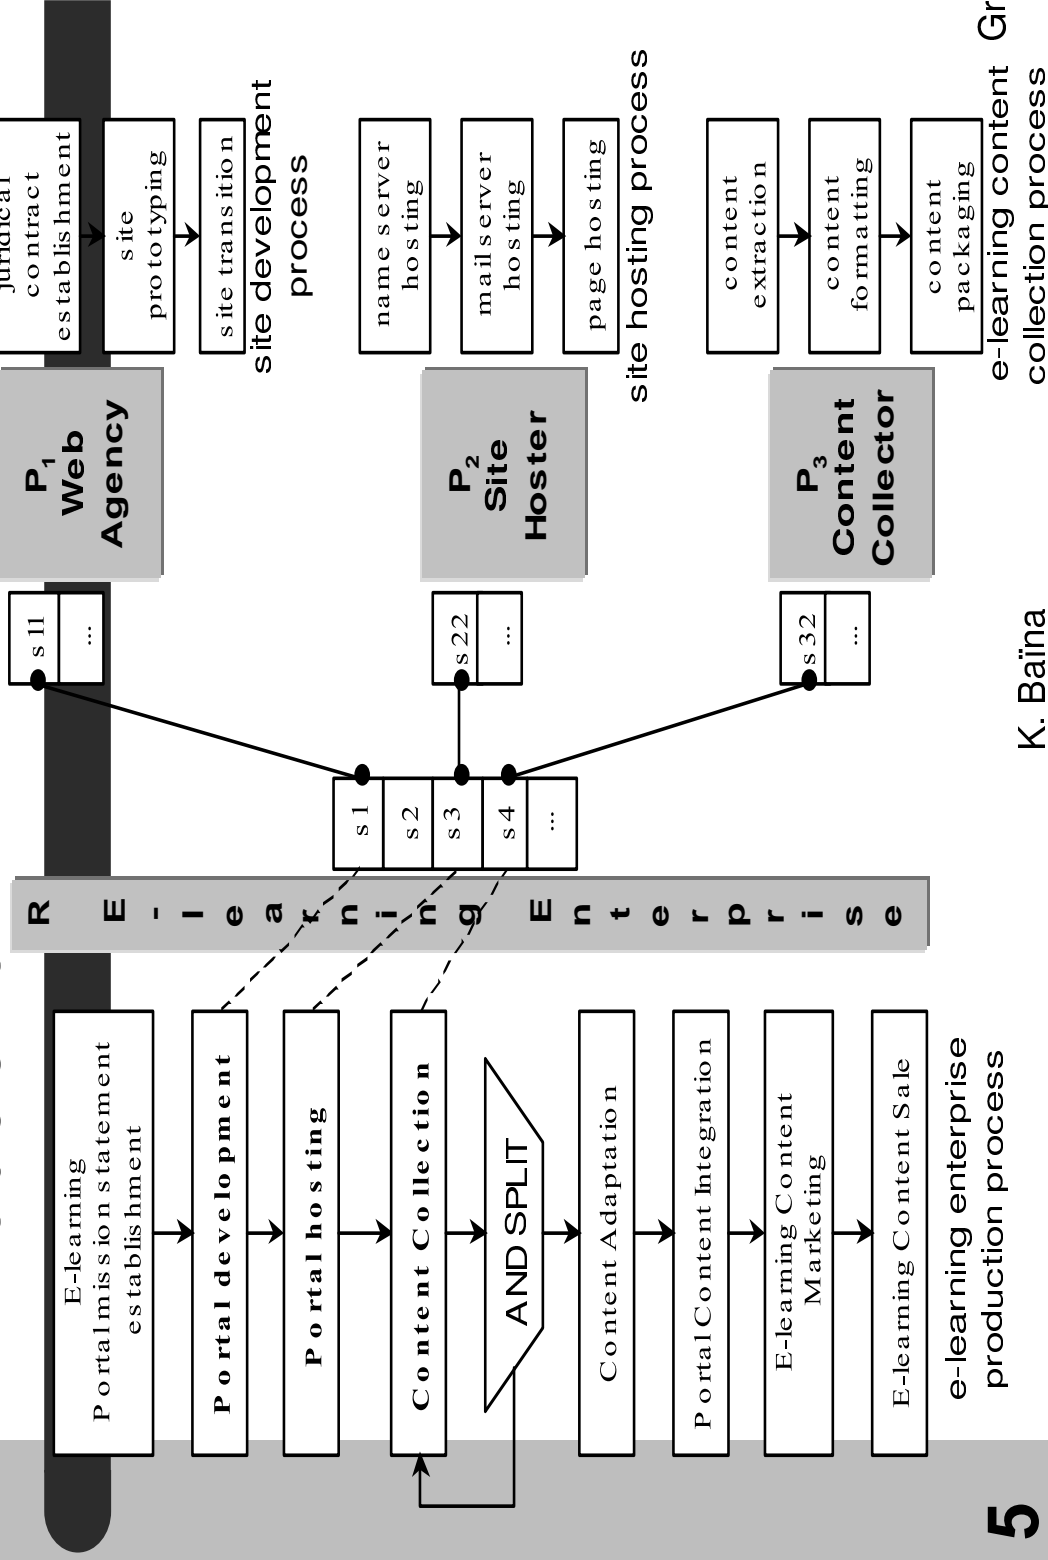 E-learning
Portal mission statement
establishment
Portal development
Portal hosting
Content Collection
AND SPLIT
Content Adaptation
Portal Content Integration
E-learning Content
Marketing
E-learning Content Sale
e-learning enterprise
production process
R E-learning Enterprise
s1
s2
s3
s4
...
s11
...
s22
...
s32
...
P1
Web
Agency
P2
Site
Hoster
P3
Content
Collector
juridical
contract
establishment
site
prototyping
site transition
site development
process
name server
hosting
mail server
hosting
page hosting
site hosting process
content
extraction
content
formatting
content
packaging
e-learning content
collection process
5
K. Baïna
Gr